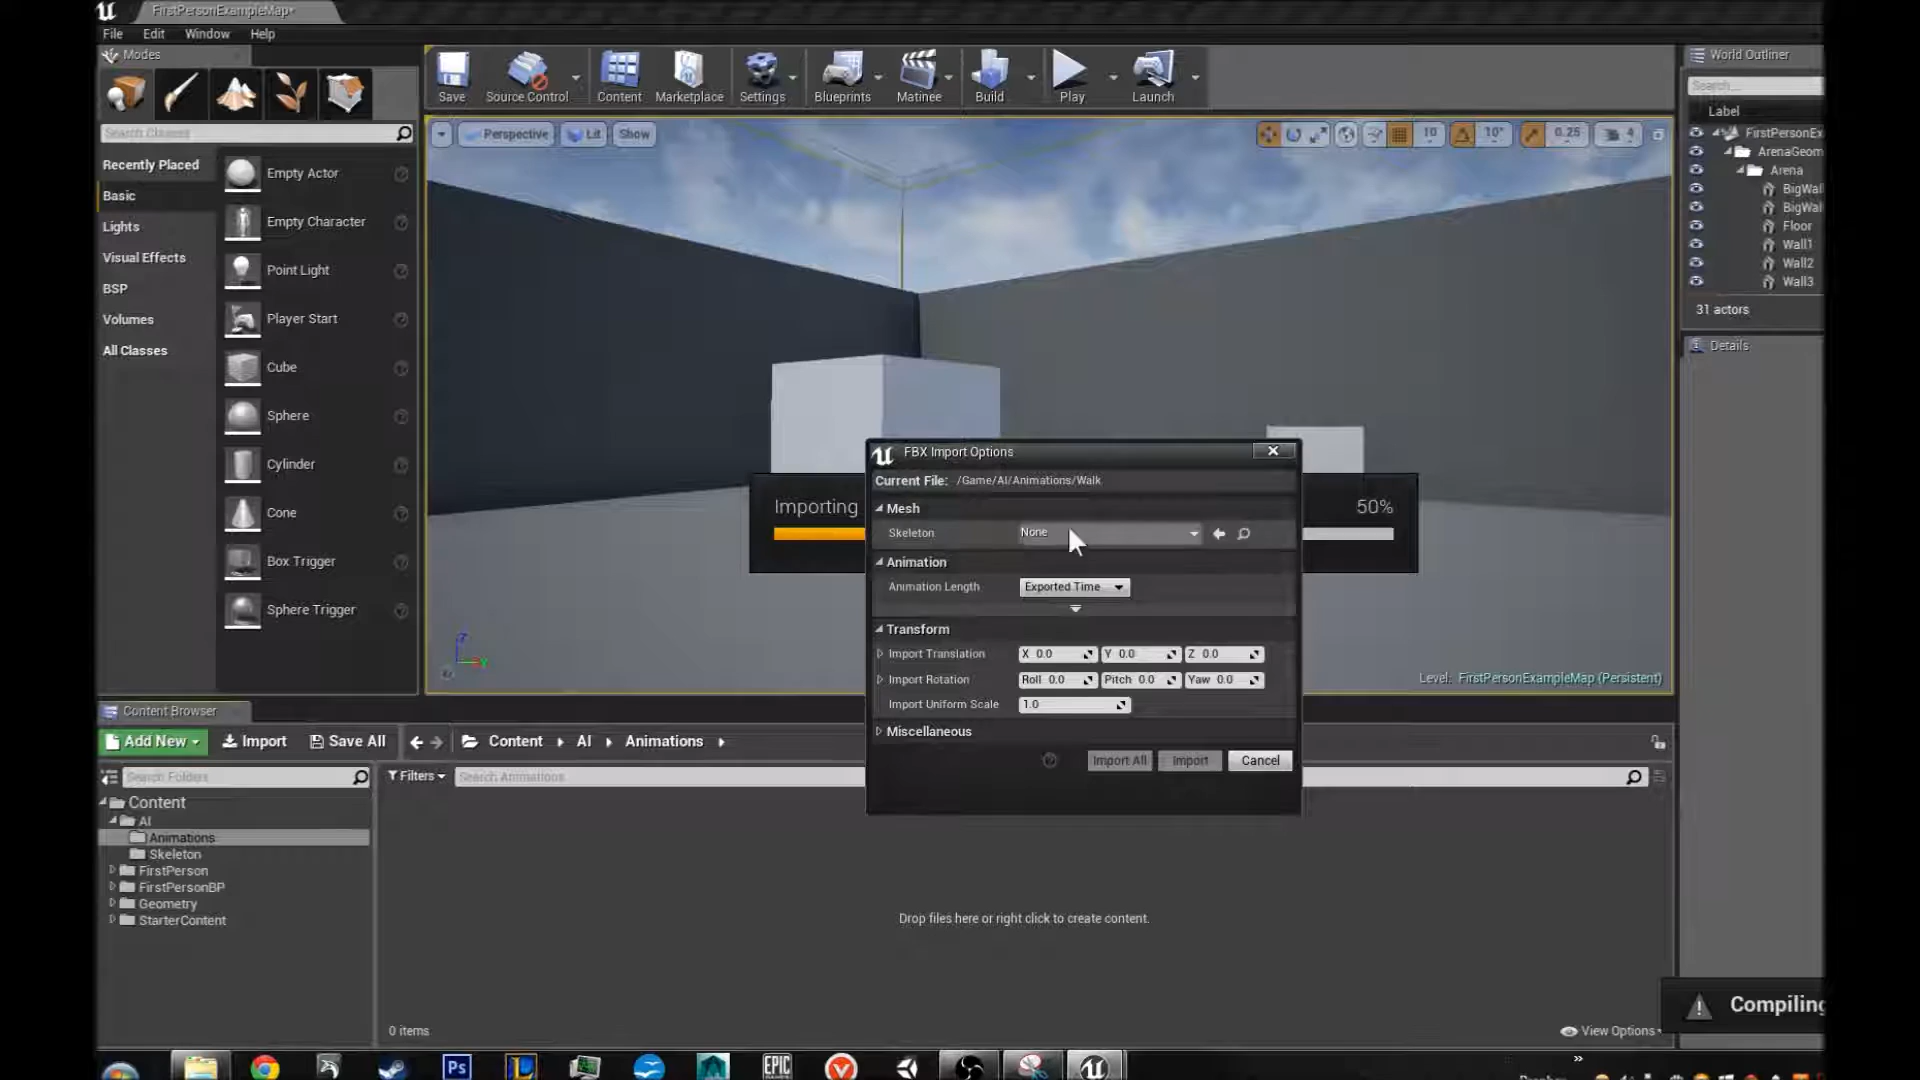 FirstPersonExampleMap*
File Edit Window Help
Modes
Save Source Control Content Marketplace Settings Blueprints Matinee Build Play Launch
World Outliner
Search Classes
Search...
Label
Perspective Lit Show
10 10° 0.25 4
Recently Placed
Basic
Lights
Visual Effects
BSP
Volumes
All Classes
Empty Actor
Empty Character
Point Light
Player Start
Cube
Sphere
Cylinder
Cone
Box Trigger
Sphere Trigger
FirstPersonEx
ArenaGeom
Arena
BigWal
BigWal
Floor
Wall1
Wall2
Wall3
31 actors
Details
Importing 50%
FBX Import Options
Current File: /Game/AI/Animations/Walk
Mesh
Skeleton None
Animation
Animation Length Exported Time
Transform
Import Translation X 0.0 Y 0.0 Z 0.0
Import Rotation Roll 0.0 Pitch 0.0 Yaw 0.0
Import Uniform Scale 1.0
Miscellaneous
Import All Import Cancel
Z
Y
Level: FirstPersonExampleMap (Persistent)
Content Browser
Add New Import Save All Content AI Animations
Search Folders
Filters Search Animations
Content
AI
Animations
Skeleton
FirstPerson
FirstPersonBP
Geometry
StarterContent
Drop files here or right click to create content.
0 items
View Options
Compiling
Ps
L
EPIC